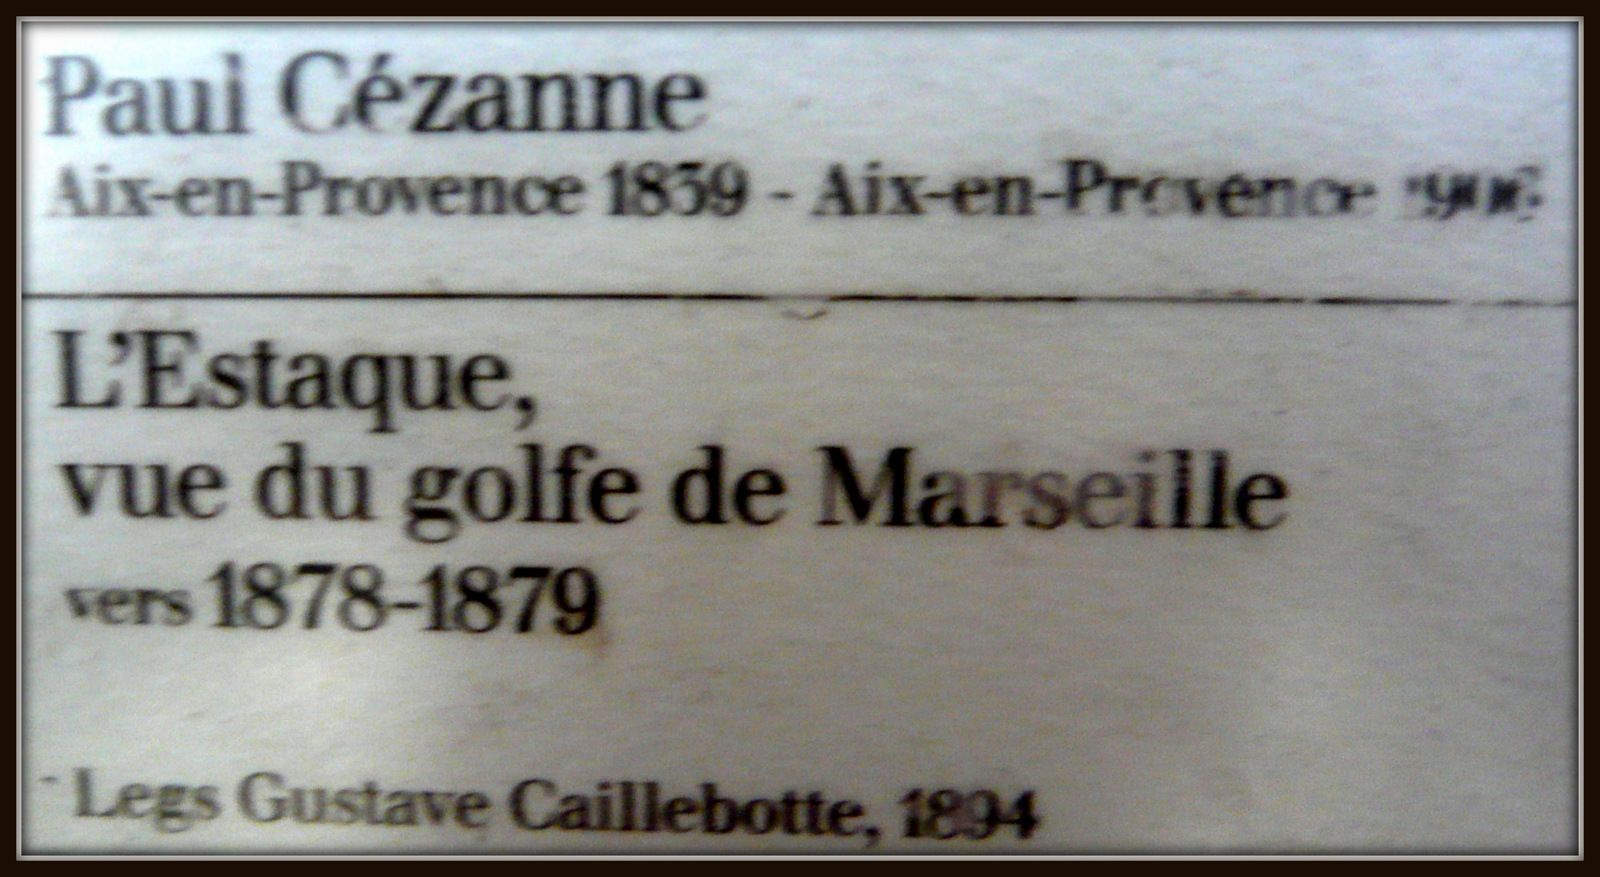 Paul Cézanne
Aix-en-Provence 1839 - Aix-en-Provence 1906
L'Estaque,
vue du golfe de Marseille
vers 1878-1879
Legs Gustave Caillebotte, 1894